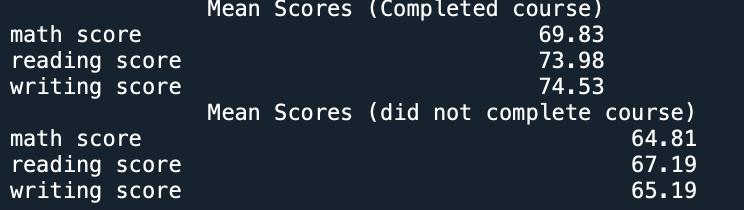 Mean Scores (Completed course)
math score 69.83
reading score 73.98
writing score 74.53
Mean Scores (did not complete course)
math score 64.81
reading score 67.19
writing score 65.19